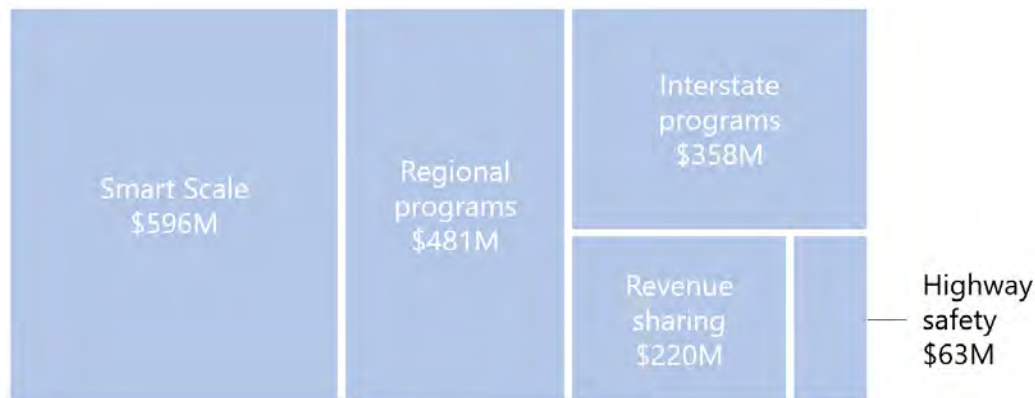 Smart Scale
$596M
Regional
programs
$481M
Interstate
programs
$358M
Revenue
sharing
$220M
Highway
safety
$63M